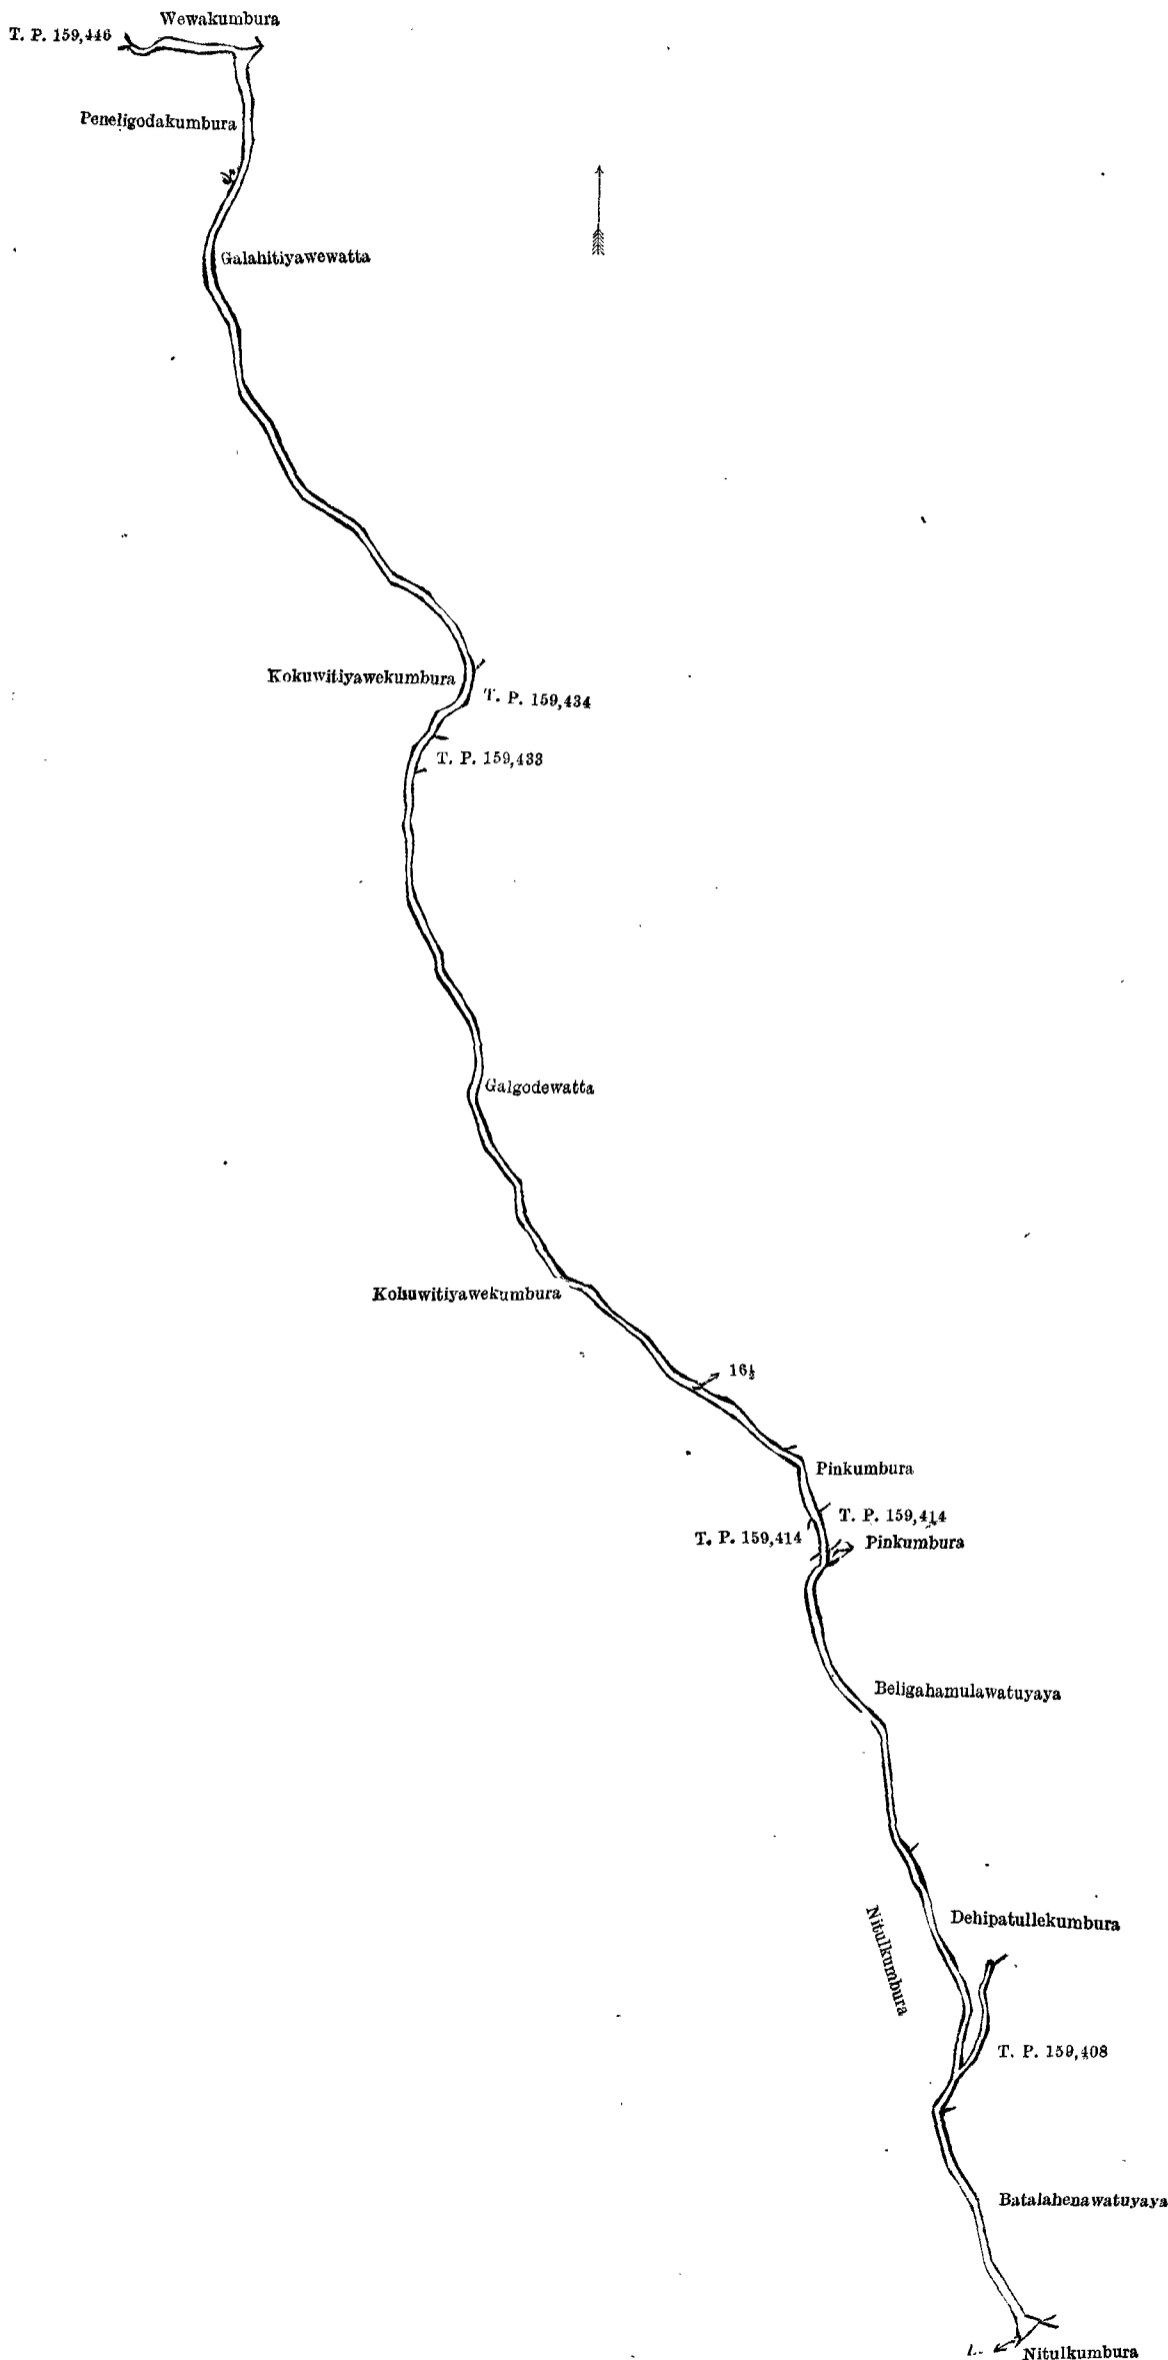 Wewakumbura
T. P. 159,446
Peneligodakumbura
Galahitiyawewatta
Kokuwitiyawekumbura
T. P. 159,434
T. P. 159,433
Galgodewatta
Kohuwitiyawekumbura
16½
Pinkumbura
T. P. 159,414
T. P. 159,414
Pinkumbura
Beligahamulawatuyaya
Dehipatullekumbura
Nitulkumbura
T. P. 159,408
Batalahenawatuyaya
Nitulkumbura